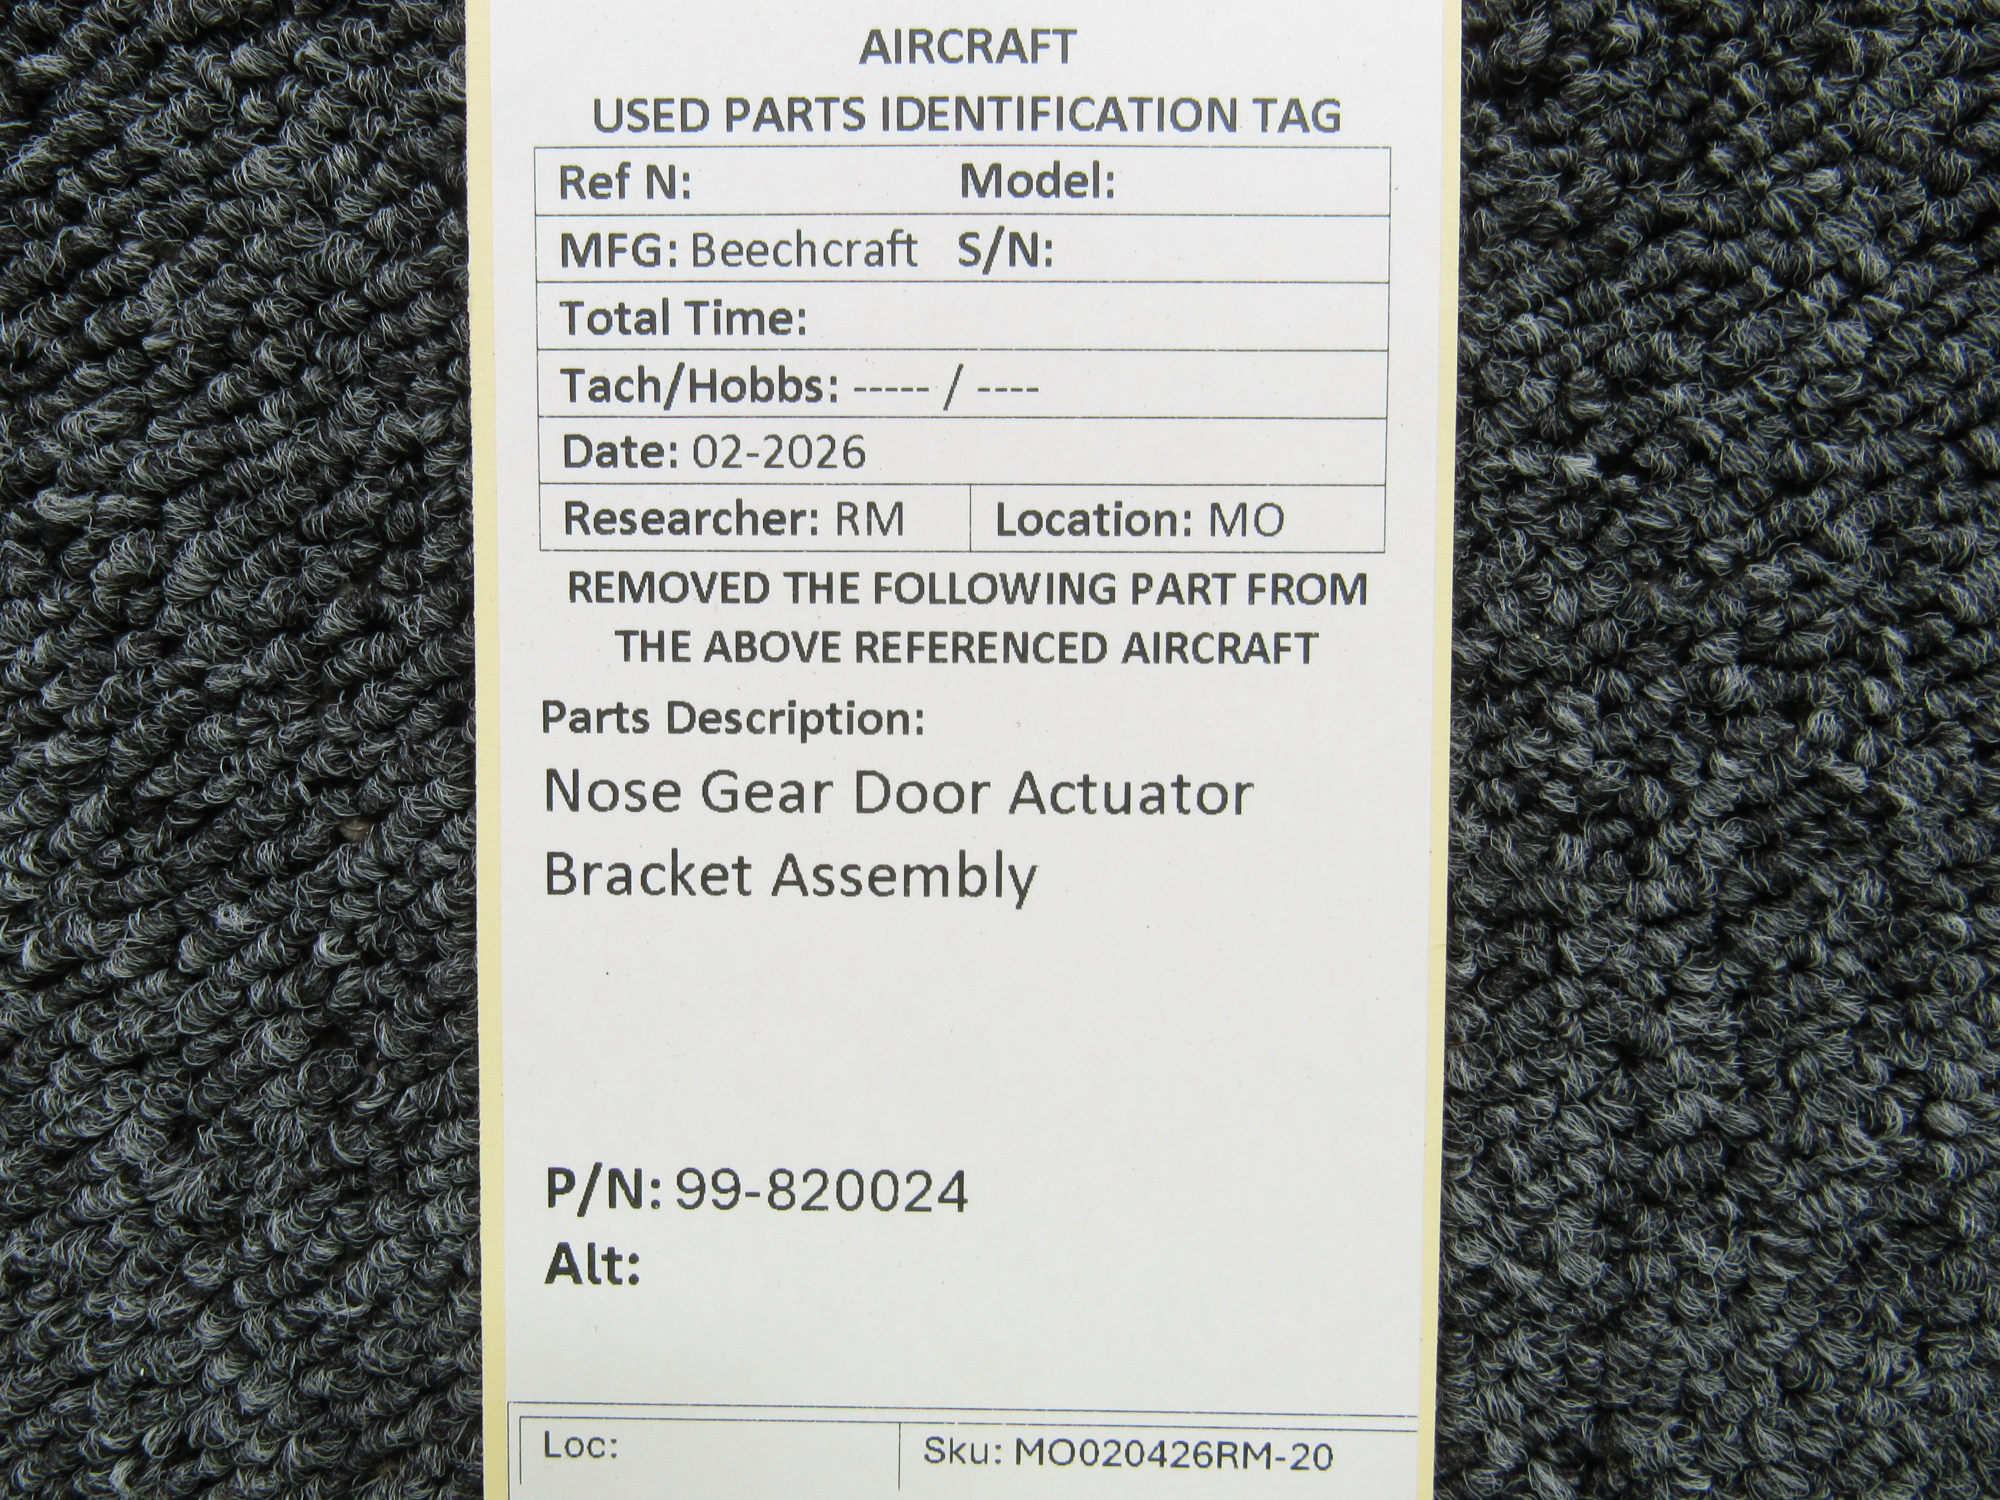 AIRCRAFT
USED PARTS IDENTIFICATION TAG
Ref N: Model:
MFG: Beechcraft S/N:
Total Time:
Tach/Hobbs: ----- / ----
Date: 02-2026
Researcher: RM Location: MO
REMOVED THE FOLLOWING PART FROM
THE ABOVE REFERENCED AIRCRAFT
Parts Description:
Nose Gear Door Actuator
Bracket Assembly
P/N: 99-820024
Alt:
Loc: Sku: MO020426RM-20